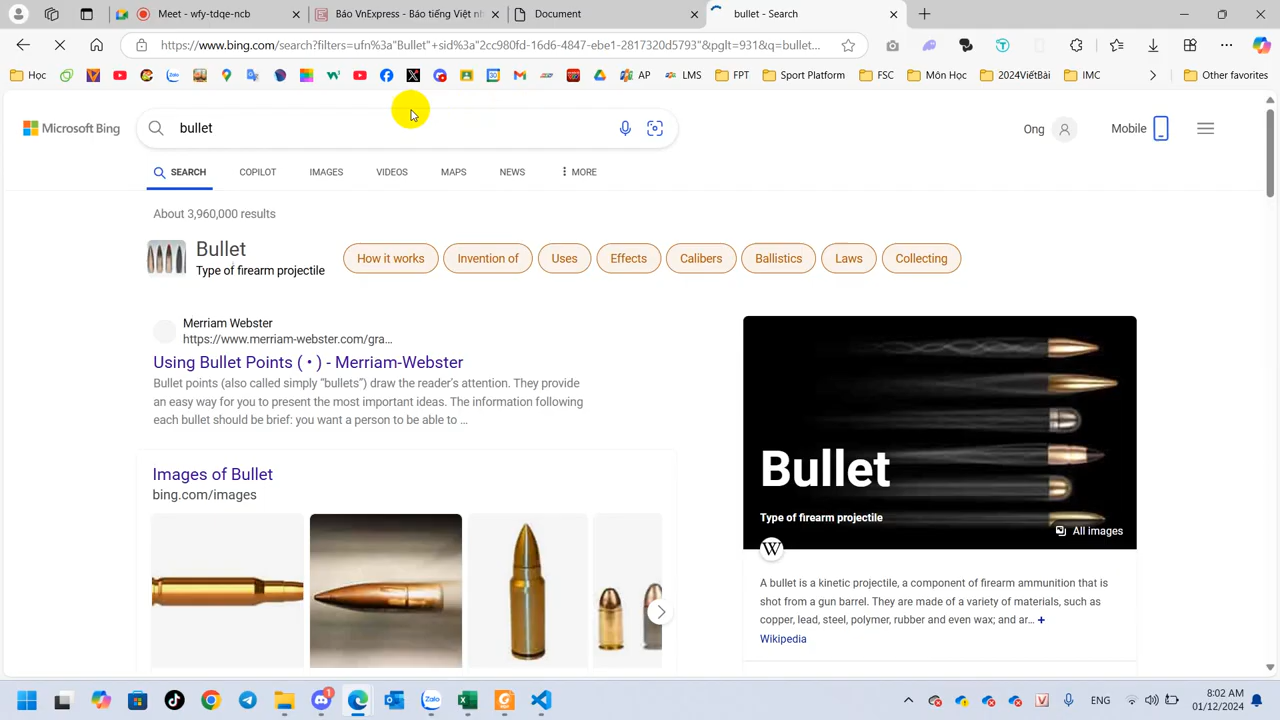 Báo VnExpress - Báo tiếng Việt n
Document
bullet - Search
https://www.bing.com/search?filters=ufn%3a"Bullet"+sid%3a"2cc980fd-16d6-4847-ebe1-2817320d5793"&pglt=931&q=bullet...
Học
AP
LMS
FPT
Sport Platform
FSC
Môn Học
2024ViếtBài
IMC
Other favorites
Microsoft Bing
bullet
Ong
Mobile
SEARCH
COPILOT
IMAGES
VIDEOS
MAPS
NEWS
MORE
About 3,960,000 results
Bullet
Type of firearm projectile
How it works
Invention of
Uses
Effects
Calibers
Ballistics
Laws
Collecting
Merriam Webster
https://www.merriam-webster.com/gra...
Using Bullet Points ( • ) - Merriam-Webster
Bullet points (also called simply “bullets”) draw the reader's attention. They provide
an easy way for you to present the most important ideas. The information following
each bullet should be brief: you want a person to be able to ...
Images of Bullet
bing.com/images
Bullet
Type of firearm projectile
All images
W
A bullet is a kinetic projectile, a component of firearm ammunition that is
shot from a gun barrel. They are made of a variety of materials, such as
copper, lead, steel, polymer, rubber and even wax; and ar... +
Wikipedia
ENG
8:02 AM
01/12/2024